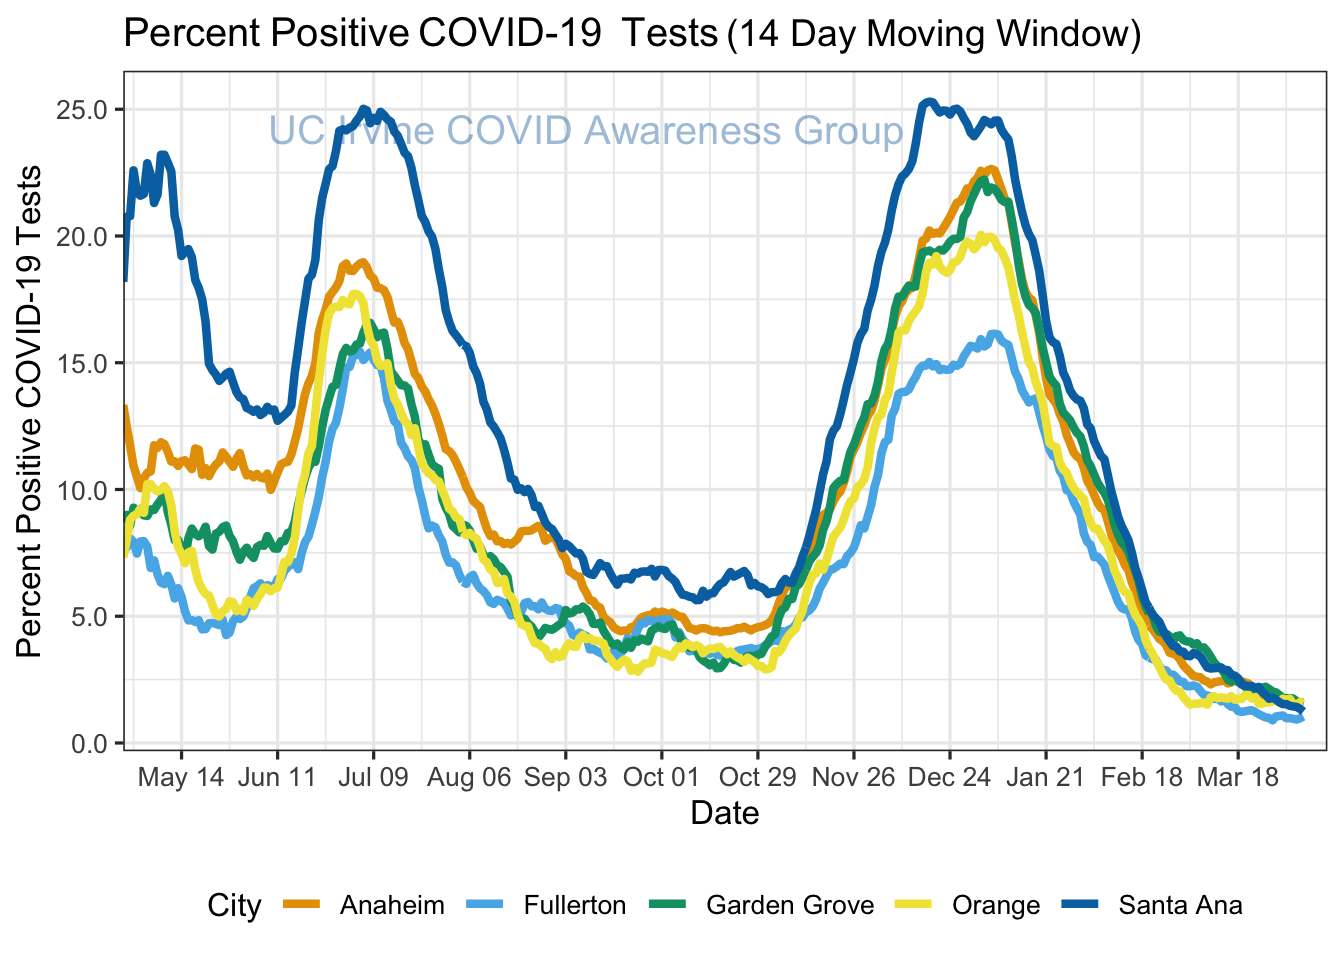 Percent Positive COVID-19 Tests (14 Day Moving Window)
UC Irvine COVID Awareness Group
Percent Positive COVID-19 Tests
25.0
20.0
15.0
10.0
5.0
0.0
May 14 Jun 11 Jul 09 Aug 06 Sep 03 Oct 01 Oct 29 Nov 26 Dec 24 Jan 21 Feb 18 Mar 18
Date
City Anaheim Fullerton Garden Grove Orange Santa Ana